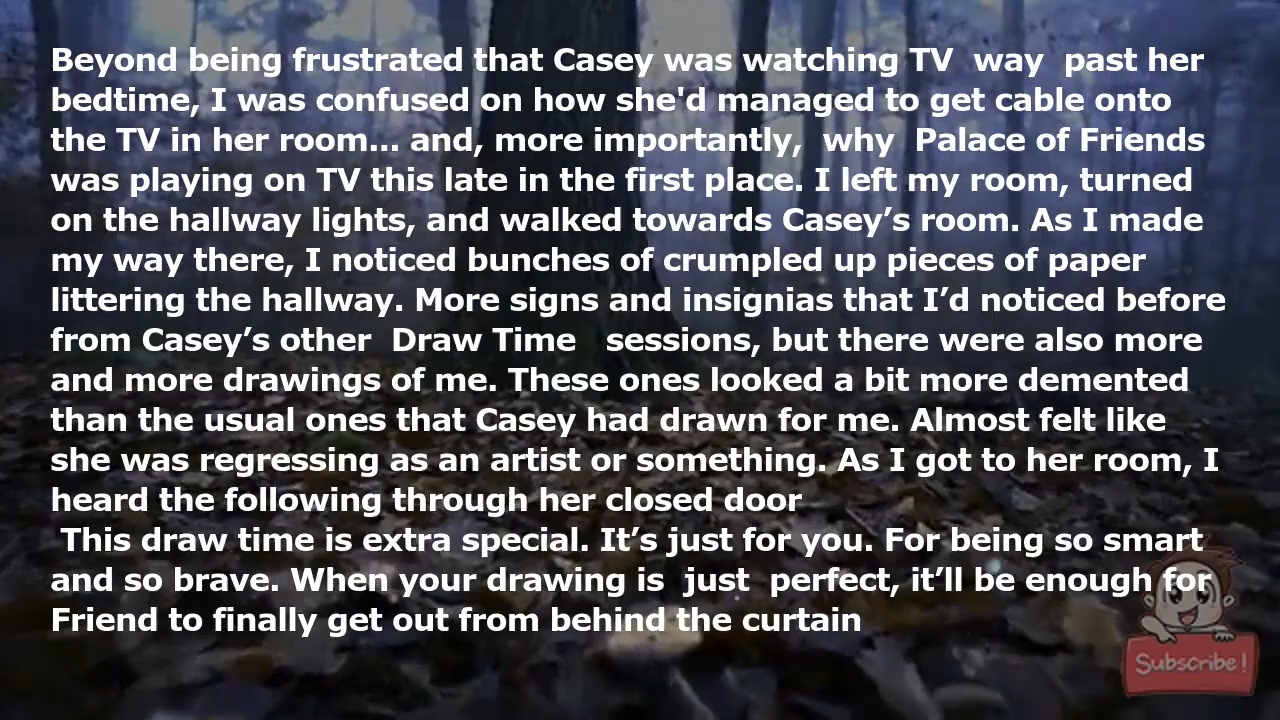 Beyond being frustrated that Casey was watching TV  way  past her
bedtime, I was confused on how she'd managed to get cable onto
the TV in her room... and, more importantly,  why  Palace of Friends
was playing on TV this late in the first place. I left my room, turned
on the hallway lights, and walked towards Casey’s room. As I made
my way there, I noticed bunches of crumpled up pieces of paper
littering the hallway. More signs and insignias that I’d noticed before
from Casey’s other  Draw Time   sessions, but there were also more
and more drawings of me. These ones looked a bit more demented
than the usual ones that Casey had drawn for me. Almost felt like
she was regressing as an artist or something. As I got to her room, I
heard the following through her closed door
 This draw time is extra special. It’s just for you. For being so smart
and so brave. When your drawing is  just  perfect, it’ll be enough for
Friend to finally get out from behind the curtain
Subscribe!